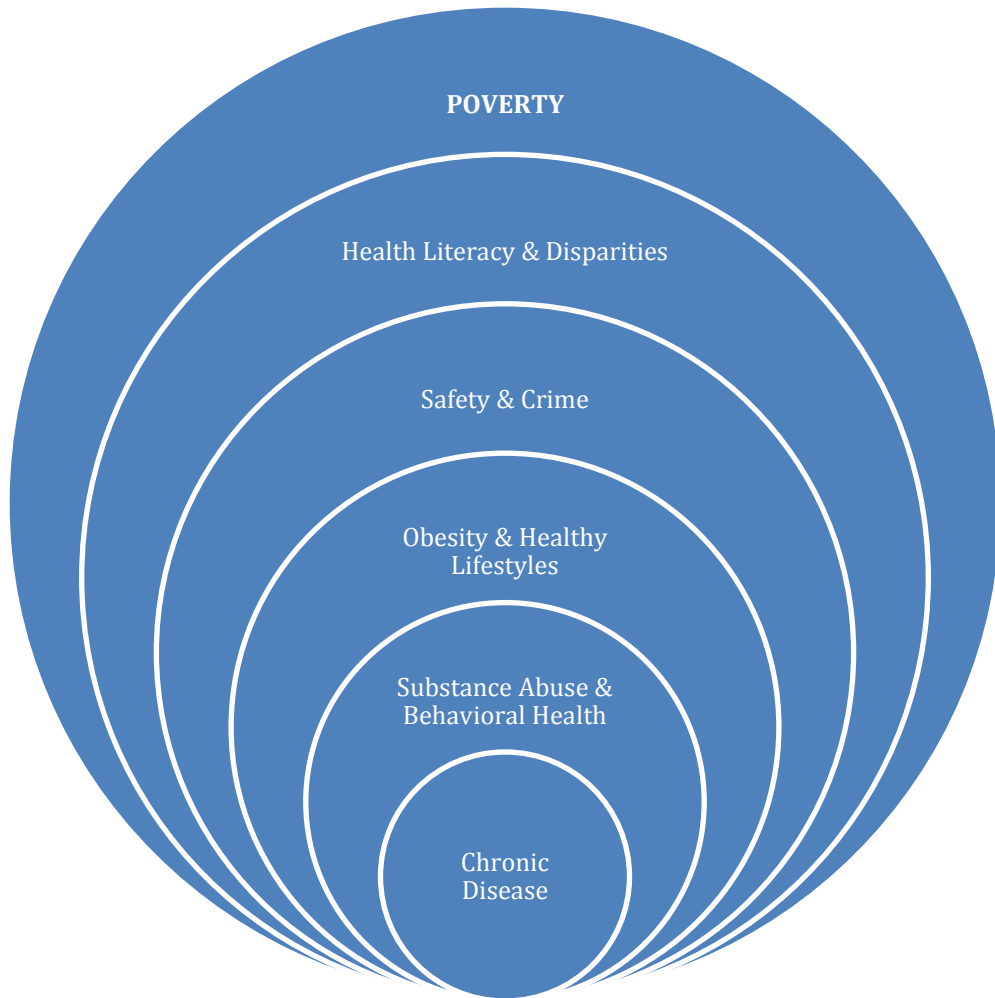 POVERTY
Health Literacy & Disparities
Safety & Crime
Obesity & Healthy
Lifestyles
Substance Abuse &
Behavioral Health
Chronic
Disease